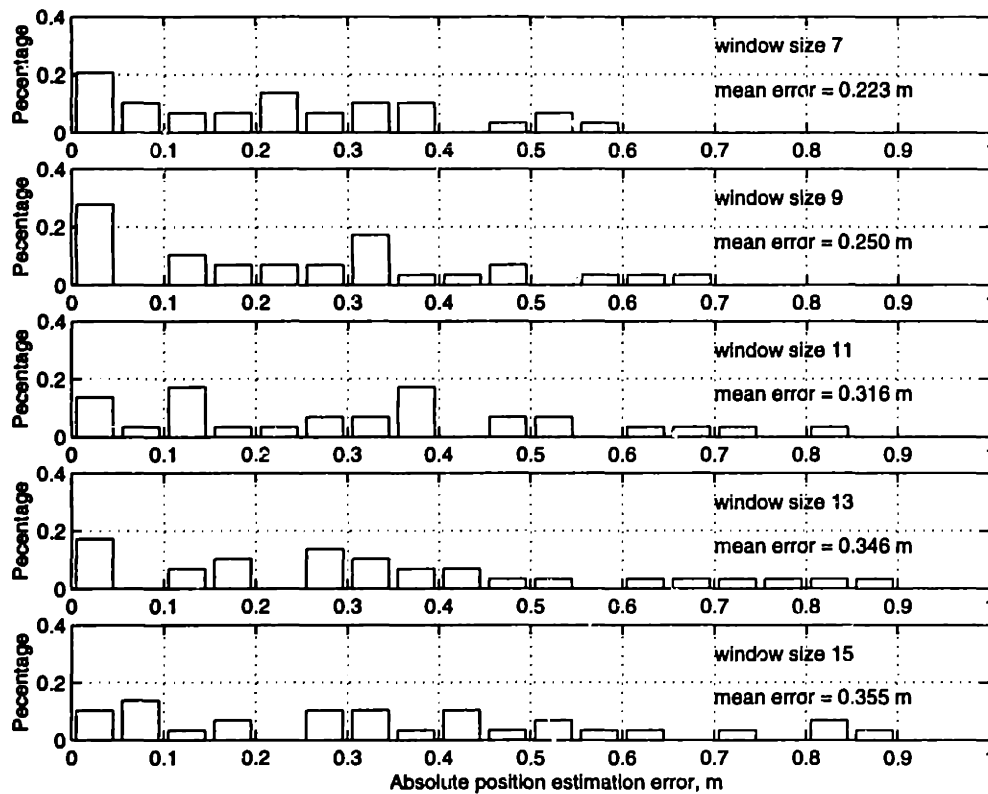 0.4
window size 7
0.2
mean error = 0.223 m
0
Pecentage
0 0.1 0.2 0.3 0.4 0.5 0.6 0.7 0.8 0.9 1
0.4
window size 9
0.2
mean error = 0.250 m
0
Pecentage
0 0.1 0.2 0.3 0.4 0.5 0.6 0.7 0.8 0.9 1
0.4
window size 11
0.2
mean error = 0.316 m
0
Pecentage
0 0.1 0.2 0.3 0.4 0.5 0.6 0.7 0.8 0.9 1
0.4
window size 13
0.2
mean error = 0.346 m
0
Pecentage
0 0.1 0.2 0.3 0.4 0.5 0.6 0.7 0.8 0.9 1
0.4
window size 15
0.2
mean error = 0.355 m
0
Pecentage
0 0.1 0.2 0.3 0.4 0.5 0.6 0.7 0.8 0.9 1
Absolute position estimation error, m